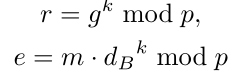 r = g^k mod p,
e = m · d_B^k mod p